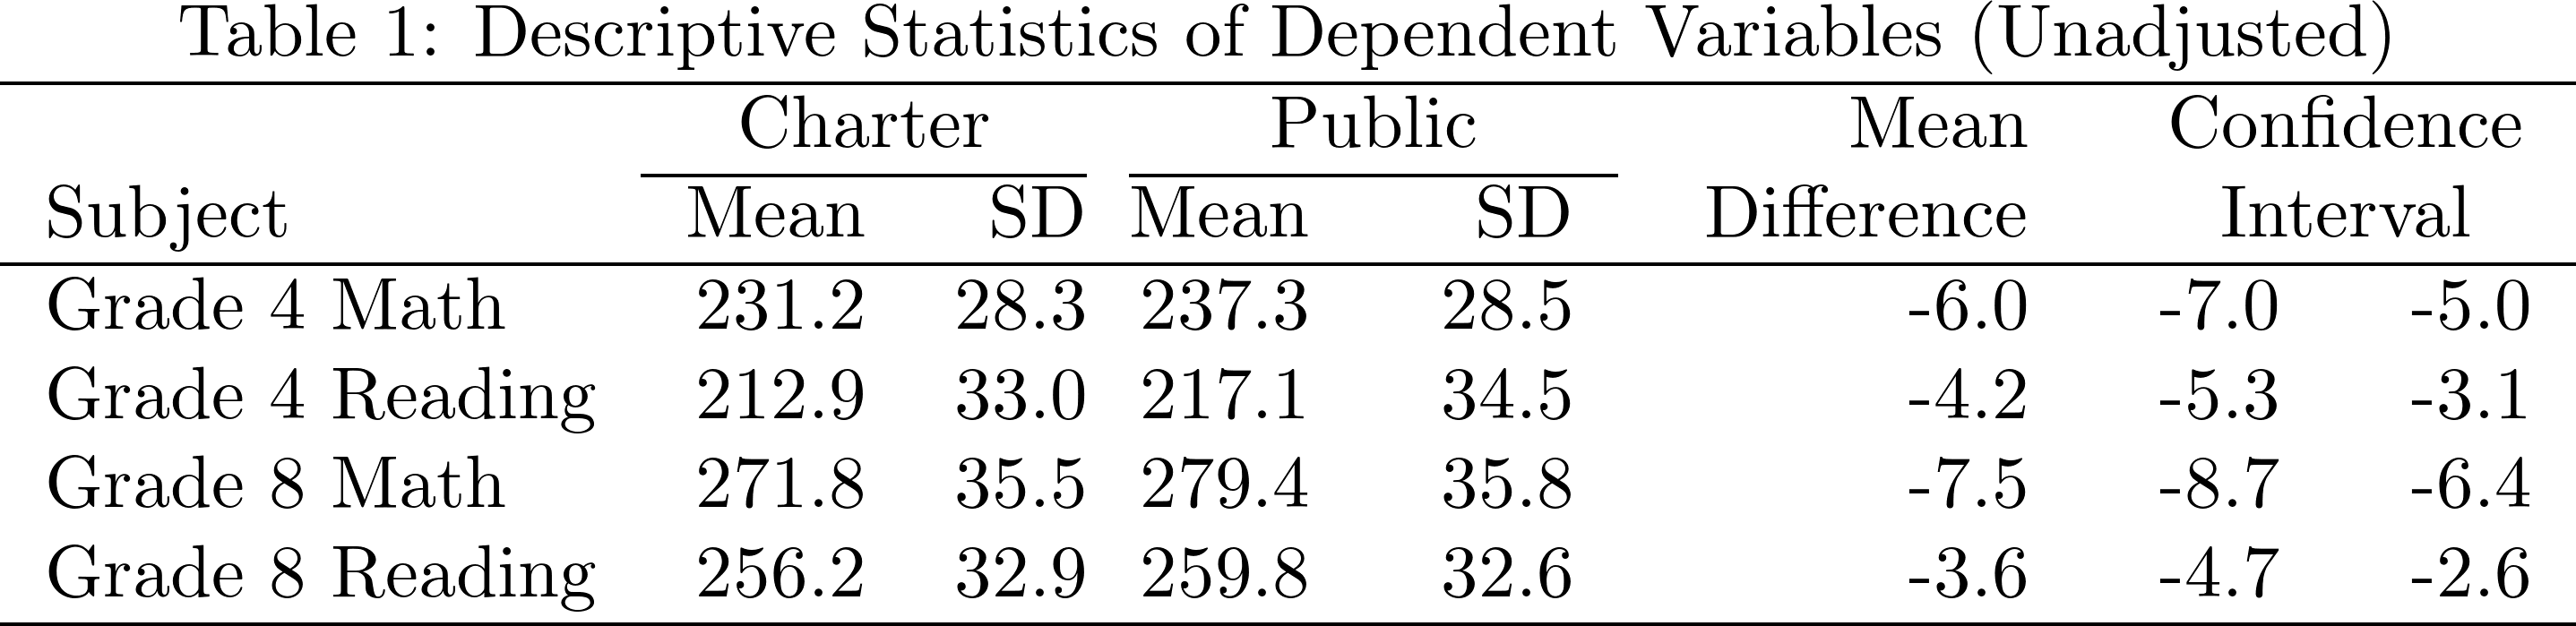 Table 1: Descriptive Statistics of Dependent Variables (Unadjusted)
Charter Public Mean Confidence
Subject Mean SD Mean SD Difference Interval
Grade 4 Math 231.2 28.3 237.3 28.5 -6.0 -7.0 -5.0
Grade 4 Reading 212.9 33.0 217.1 34.5 -4.2 -5.3 -3.1
Grade 8 Math 271.8 35.5 279.4 35.8 -7.5 -8.7 -6.4
Grade 8 Reading 256.2 32.9 259.8 32.6 -3.6 -4.7 -2.6